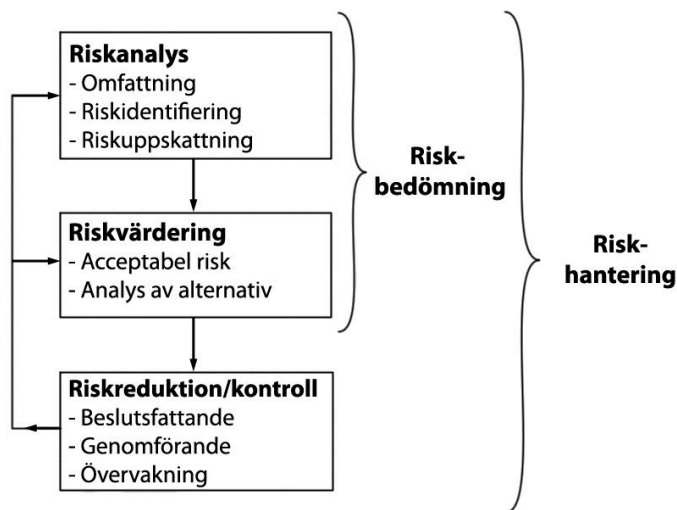 Riskanalys
- Omfattning
- Riskidentifiering
- Riskuppskattning
Risk-
bedömning
Riskvärdering
- Acceptabel risk
- Analys av alternativ
Risk-
hantering
Riskreduktion/kontroll
- Beslutsfattande
- Genomförande
- Övervakning